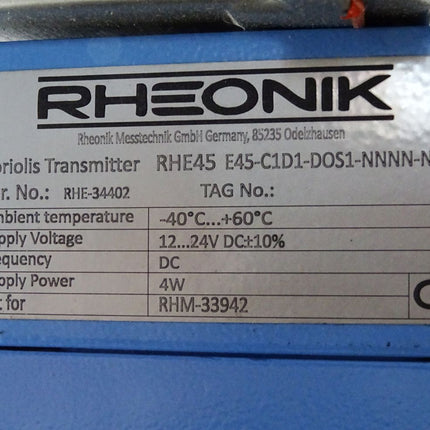 RHEONIK
Rheonik Messtechnik GmbH Germany, 85235 Odelzhausen
oriolis Transmitter RHE45 E45-C1D1-DOS1-NNNN-N
r. No.: RHE-34402 TAG No.:
mbient temperature -40°C...+60°C
pply Voltage 12...24V DC±10%
equency DC
pply Power 4W
t for RHM-33942